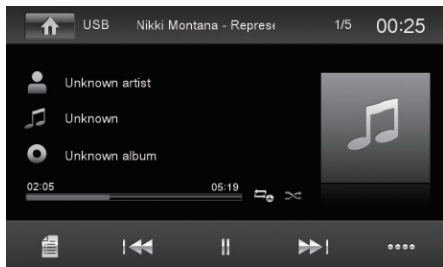 USB Nikki Montana - Represe 1/5 00:25
Unknown artist
Unknown
Unknown album
02:05 05:19